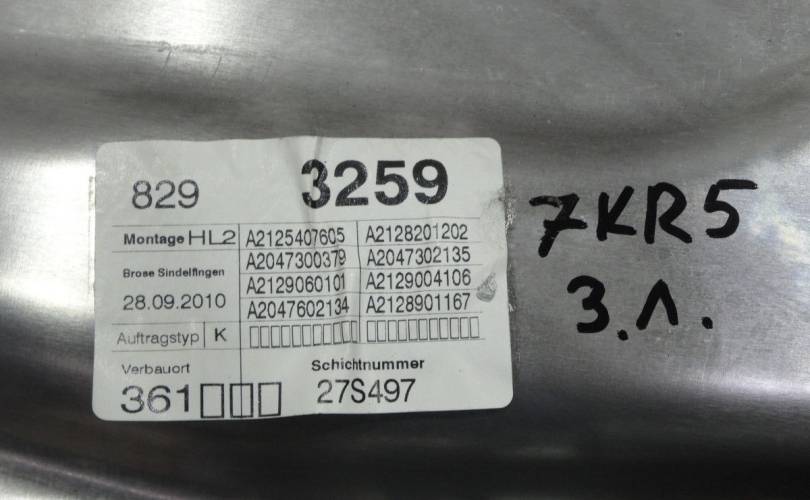 829 3259
Montage HL2 A2125407605 A2128201202
A2047300379 A2047302135
Brose Sindelfingen
A2129060101 A2129004106
28.09.2010
A2047602134 A2128901167
Auftragstyp K
Verbauort Schichtnummer
361 27S497
7KR5
З.Л.